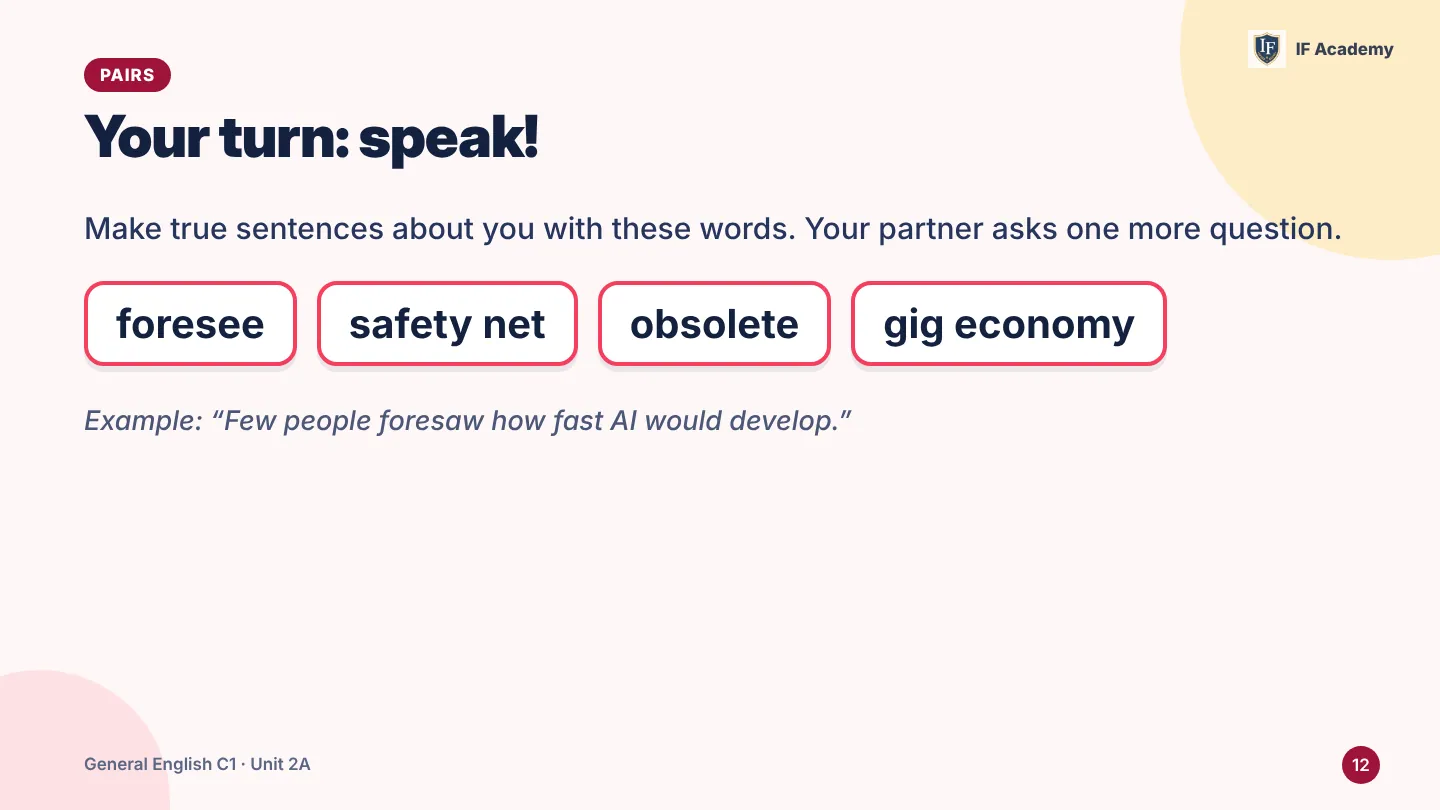 IF
IF Academy
PAIRS
Your turn: speak!
Make true sentences about you with these words. Your partner asks one more question.
foresee
safety net
obsolete
gig economy
Example: “Few people foresaw how fast AI would develop.”
General English C1 · Unit 2A
12